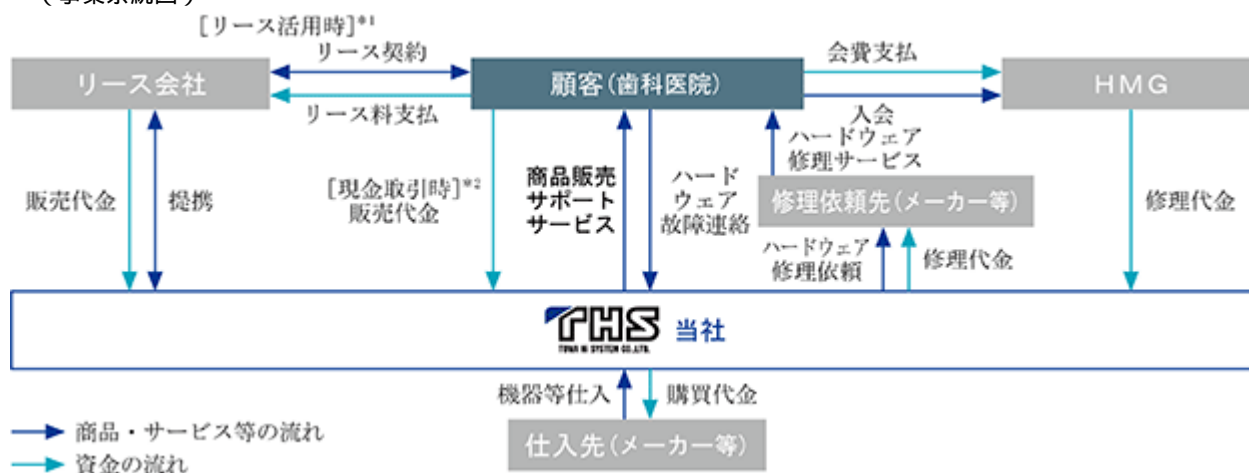 （事業系統図）
[リース活用時]*1
リース契約
会費支払
リース会社
顧客（歯科医院）
HMG
リース料支払
入会
ハードウェア
修理サービス
販売代金
提携
[現金取引時]*2
販売代金
商品販売
サポート
サービス
ハード
ウェア
故障連絡
修理依頼先（メーカー等）
修理代金
ハードウェア
修理依頼
修理代金
THS
TOWA HI SYSTEM CO.,LTD.
当社
機器等仕入
購買代金
仕入先（メーカー等）
商品・サービス等の流れ
資金の流れ